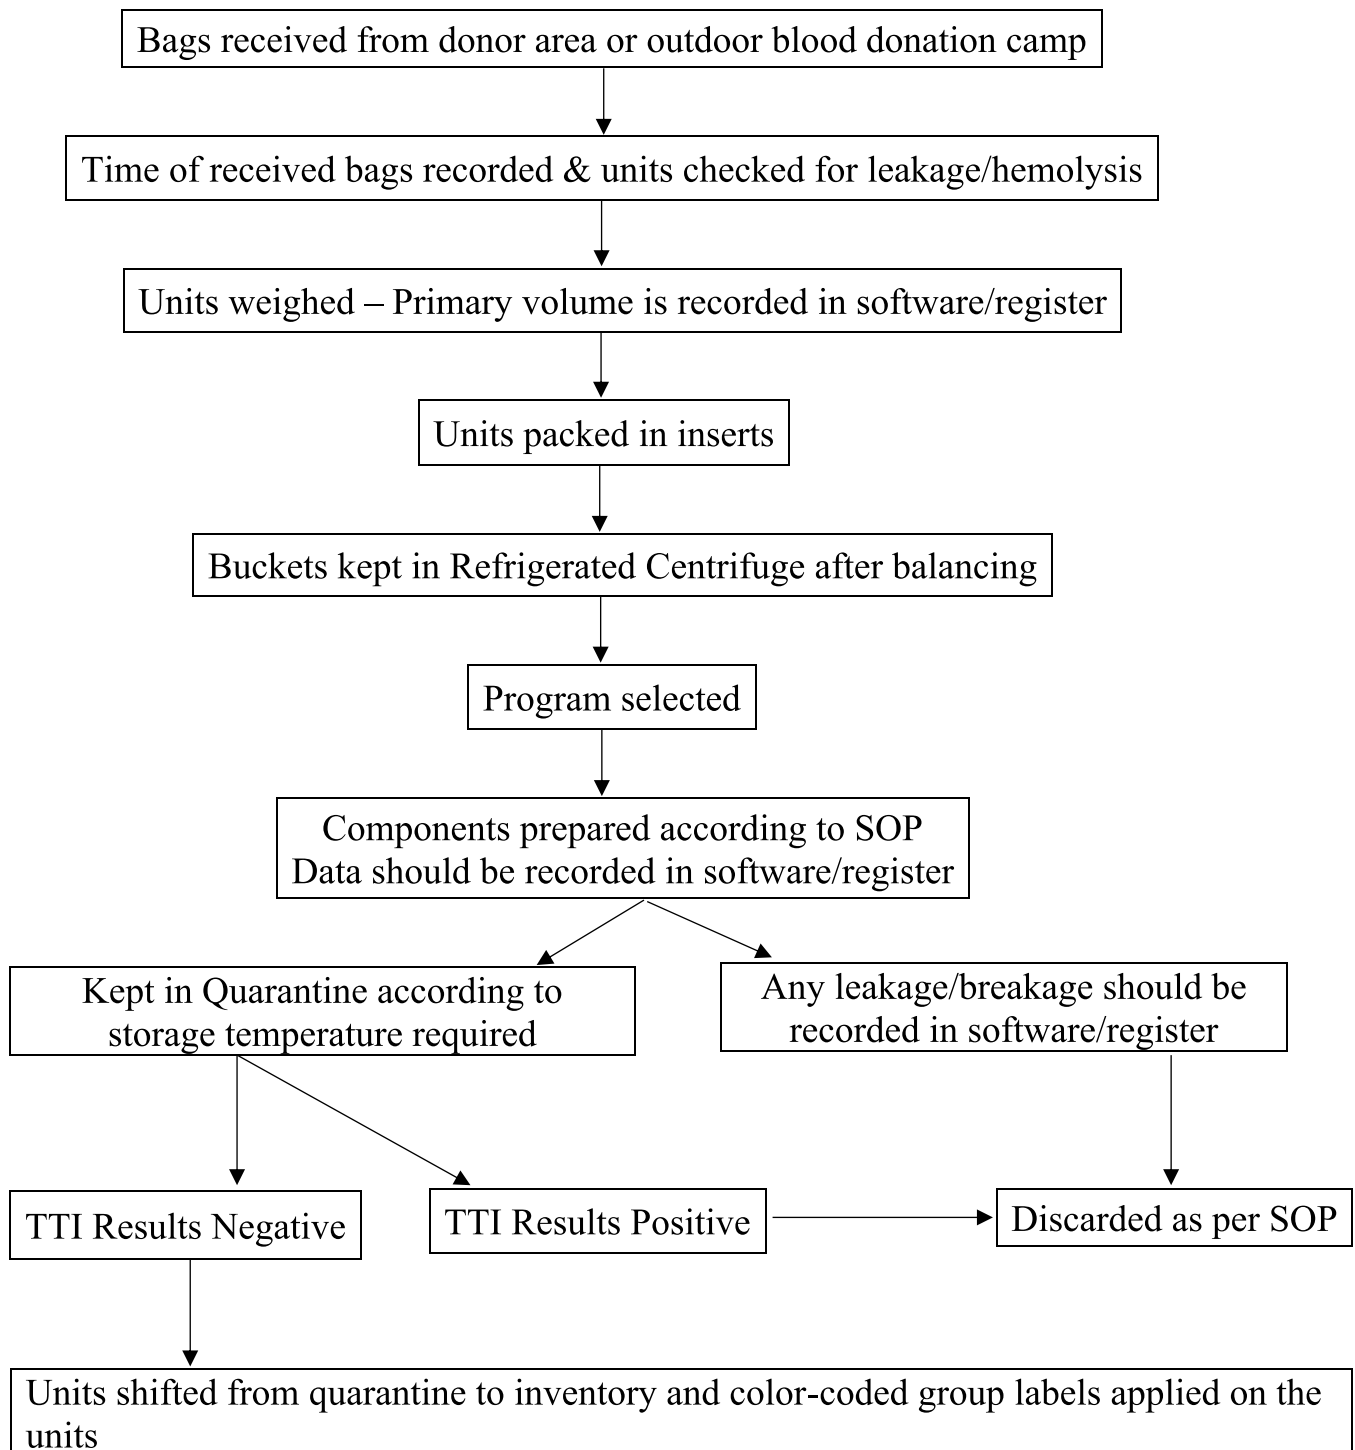 Bags received from donor area or outdoor blood donation camp
Time of received bags recorded & units checked for leakage/hemolysis
Units weighed – Primary volume is recorded in software/register
Units packed in inserts
Buckets kept in Refrigerated Centrifuge after balancing
Program selected
Components prepared according to SOP
Data should be recorded in software/register
Kept in Quarantine according to
storage temperature required
Any leakage/breakage should be
recorded in software/register
TTI Results Negative
TTI Results Positive
Discarded as per SOP
Units shifted from quarantine to inventory and color-coded group labels applied on the
units